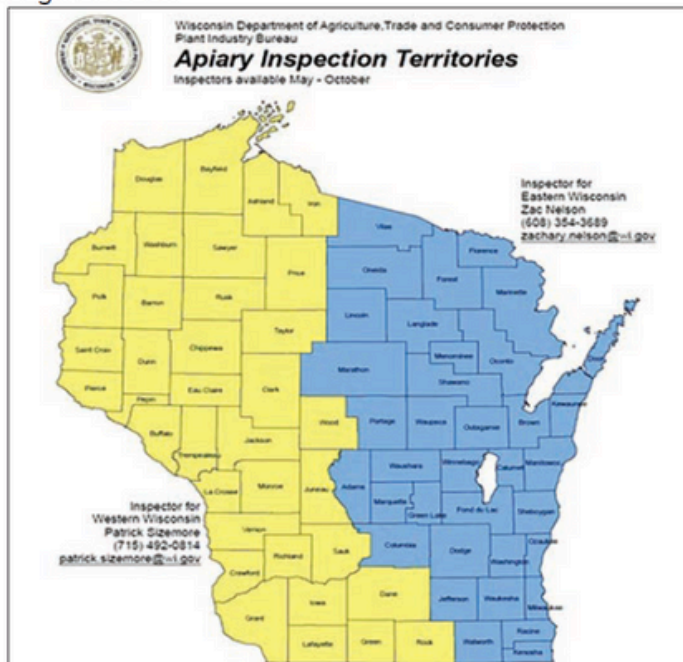 Wisconsin Department of Agriculture,Trade and Consumer Protection
Plant Industry Bureau
Apiary Inspection Territories
Inspectors available May - October
Inspector for
Eastern Wisconsin
Zac Nelson
(608) 354-3689
zachary.nelson@wi.gov
Douglas
Bayfield
Ashland
Iron
Vilas
Florence
Burnett
Washburn
Sawyer
Price
Oneida
Forest
Marinette
Polk
Barron
Rusk
Lincoln
Langlade
Taylor
Saint Croix
Dunn
Chippewa
Marathon
Menominee
Oconto
Door
Pierce
Pepin
Eau Claire
Clark
Shawano
Buffalo
Trempealeau
Jackson
Wood
Portage
Waupaca
Outagamie
Brown
Kewaunee
La Crosse
Monroe
Juneau
Adams
Waushara
Winnebago
Calumet
Manitowoc
Marquette
Green Lake
Fond du Lac
Sheboygan
Inspector for
Western Wisconsin
Patrick Sizemore
(715) 492-0814
patrick.sizemore@wi.gov
Vernon
Crawford
Richland
Sauk
Columbia
Dodge
Washington
Ozaukee
Grant
Iowa
Dane
Jefferson
Waukesha
Milwaukee
Lafayette
Green
Rock
Walworth
Racine
Kenosha